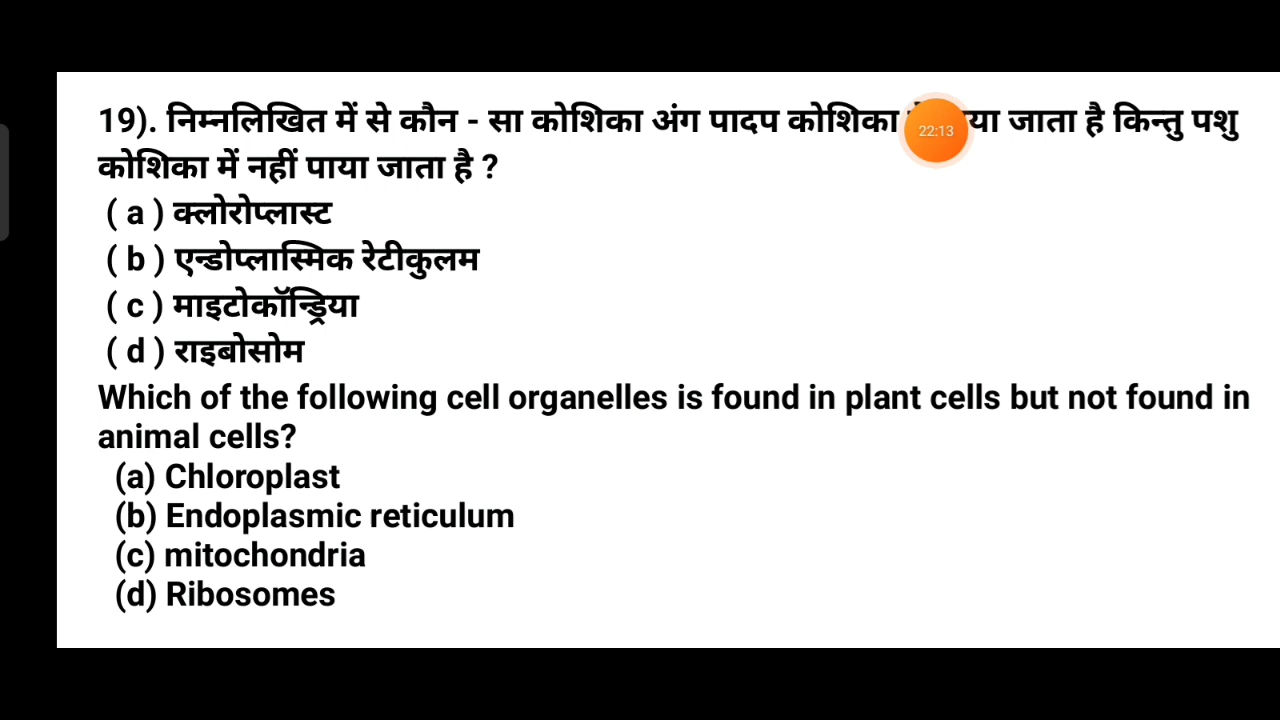 19). निम्नलिखित में से कौन - सा कोशिका अंग पादप कोशिका 22:13 जाता है किन्तु पशु
कोशिका में नहीं पाया जाता है ?
( a ) क्लोरोप्लास्ट
( b ) एन्डोप्लास्मिक रेटीकुलम
( c ) माइटोकॉन्ड्रिया
( d ) राइबोसोम
Which of the following cell organelles is found in plant cells but not found in
animal cells?
(a) Chloroplast
(b) Endoplasmic reticulum
(c) mitochondria
(d) Ribosomes